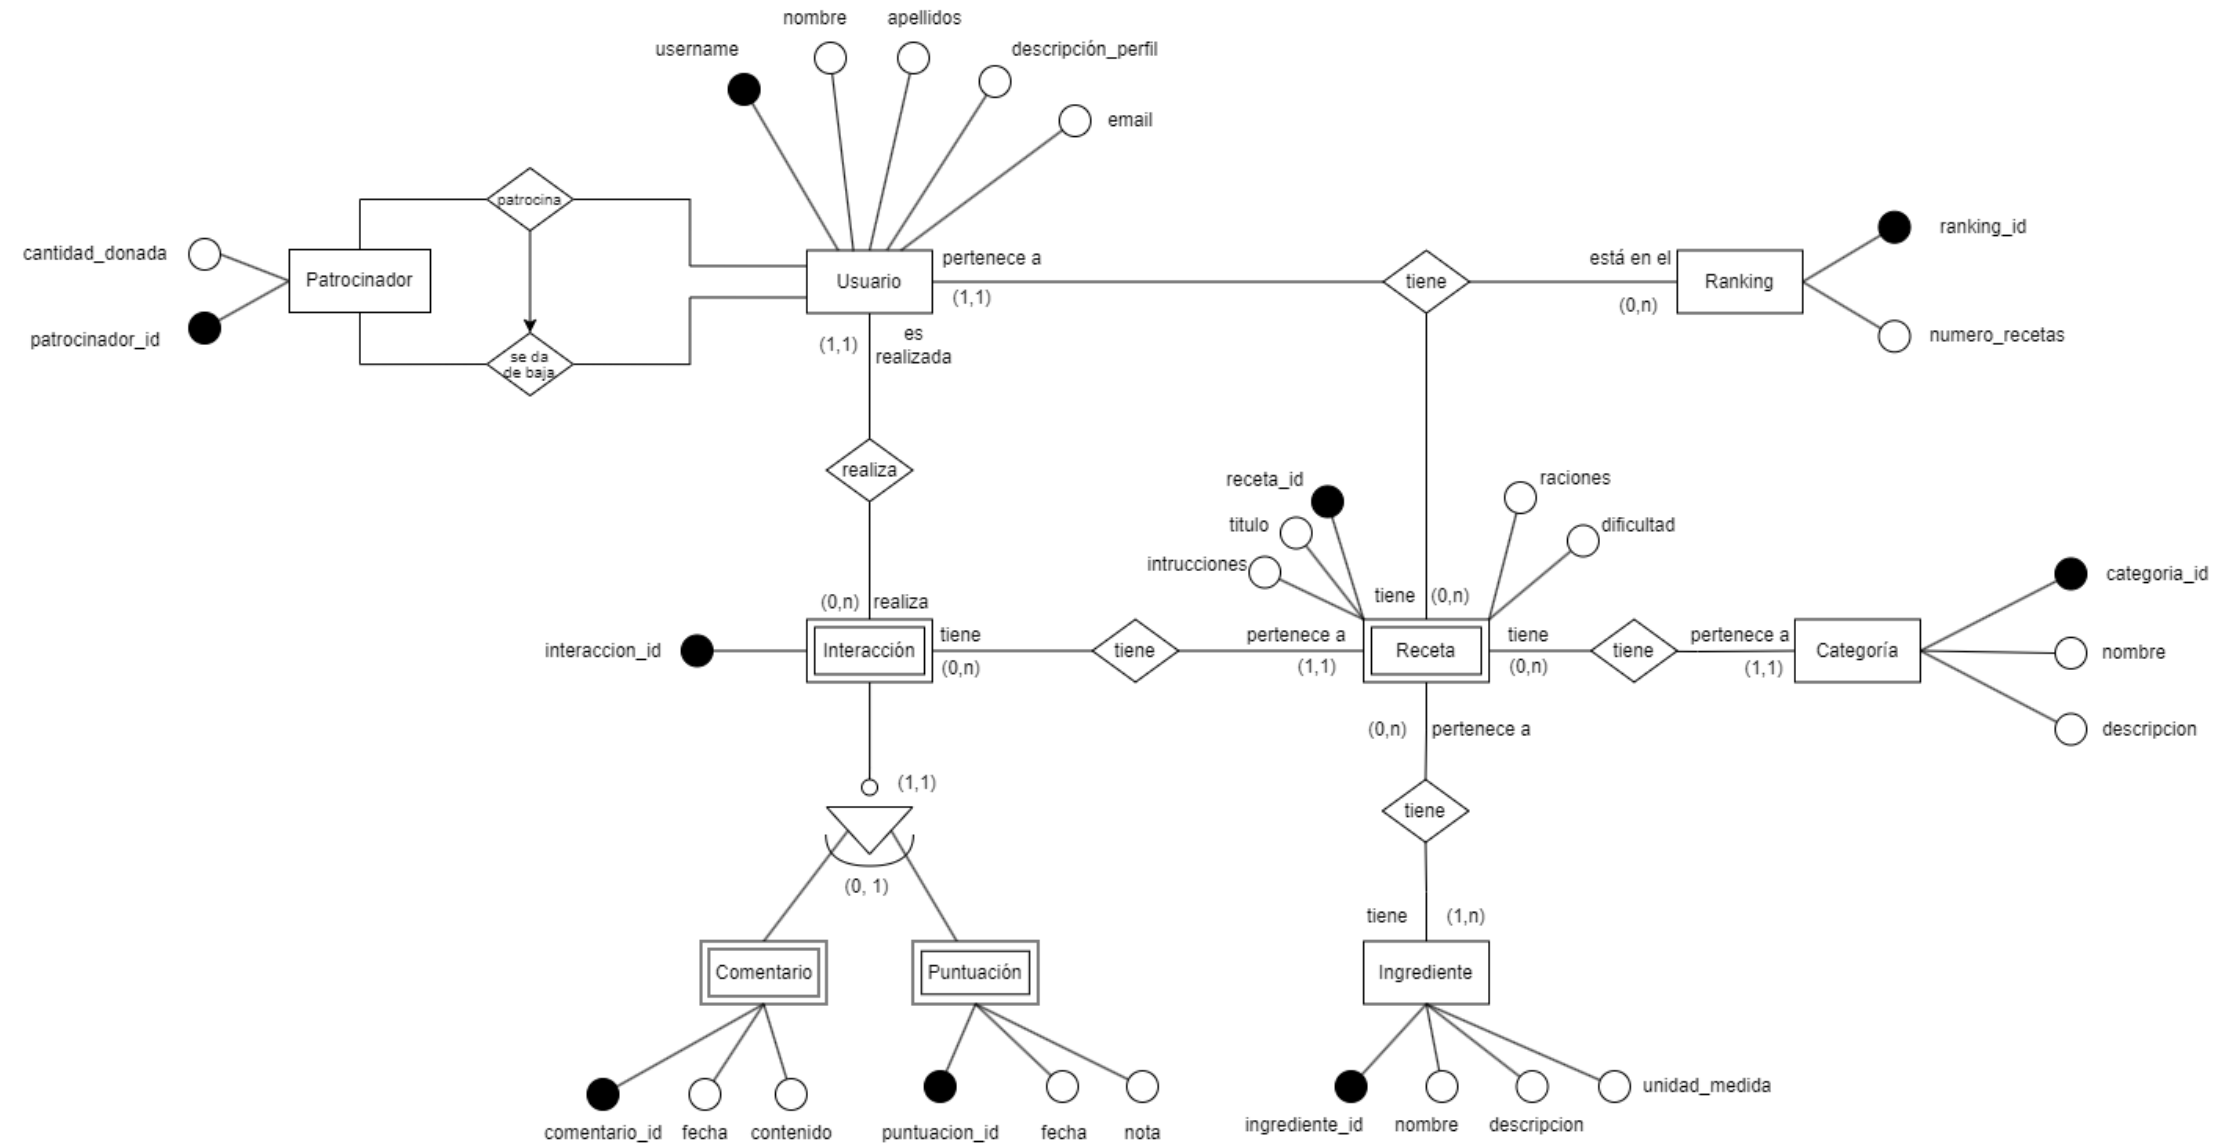 nombre
apellidos
username
descripción_perfil
email
patrocina
cantidad_donada
Patrocinador
patrocinador_id
se da
de baja
Usuario
pertenece a
(1,1)
tiene
está en el
(0,n)
Ranking
ranking_id
numero_recetas
(1,1)
es
realizada
realiza
(0,n)
realiza
interaccion_id
Interacción
tiene
(0,n)
tiene
pertenece a
(1,1)
receta_id
titulo
intrucciones
raciones
dificultad
tiene
(0,n)
Receta
tiene
(0,n)
tiene
pertenece a
(1,1)
Categoría
categoria_id
nombre
descripcion
(0,n)
pertenece a
tiene
tiene
(1,n)
Ingrediente
(1,1)
(0, 1)
Comentario
Puntuación
comentario_id
fecha
contenido
puntuacion_id
fecha
nota
ingrediente_id
nombre
descripcion
unidad_medida